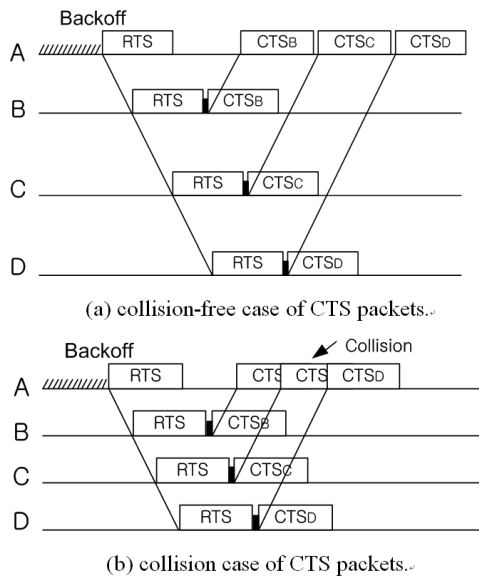 Backoff
A RTS CTSB CTSC CTSD
B RTS CTSB
C RTS CTSC
D RTS CTSD
(a) collision-free case of CTS packets.
Backoff Collision
A RTS CTS CTS CTSD
B RTS CTSB
C RTS CTSC
D RTS CTSD
(b) collision case of CTS packets.